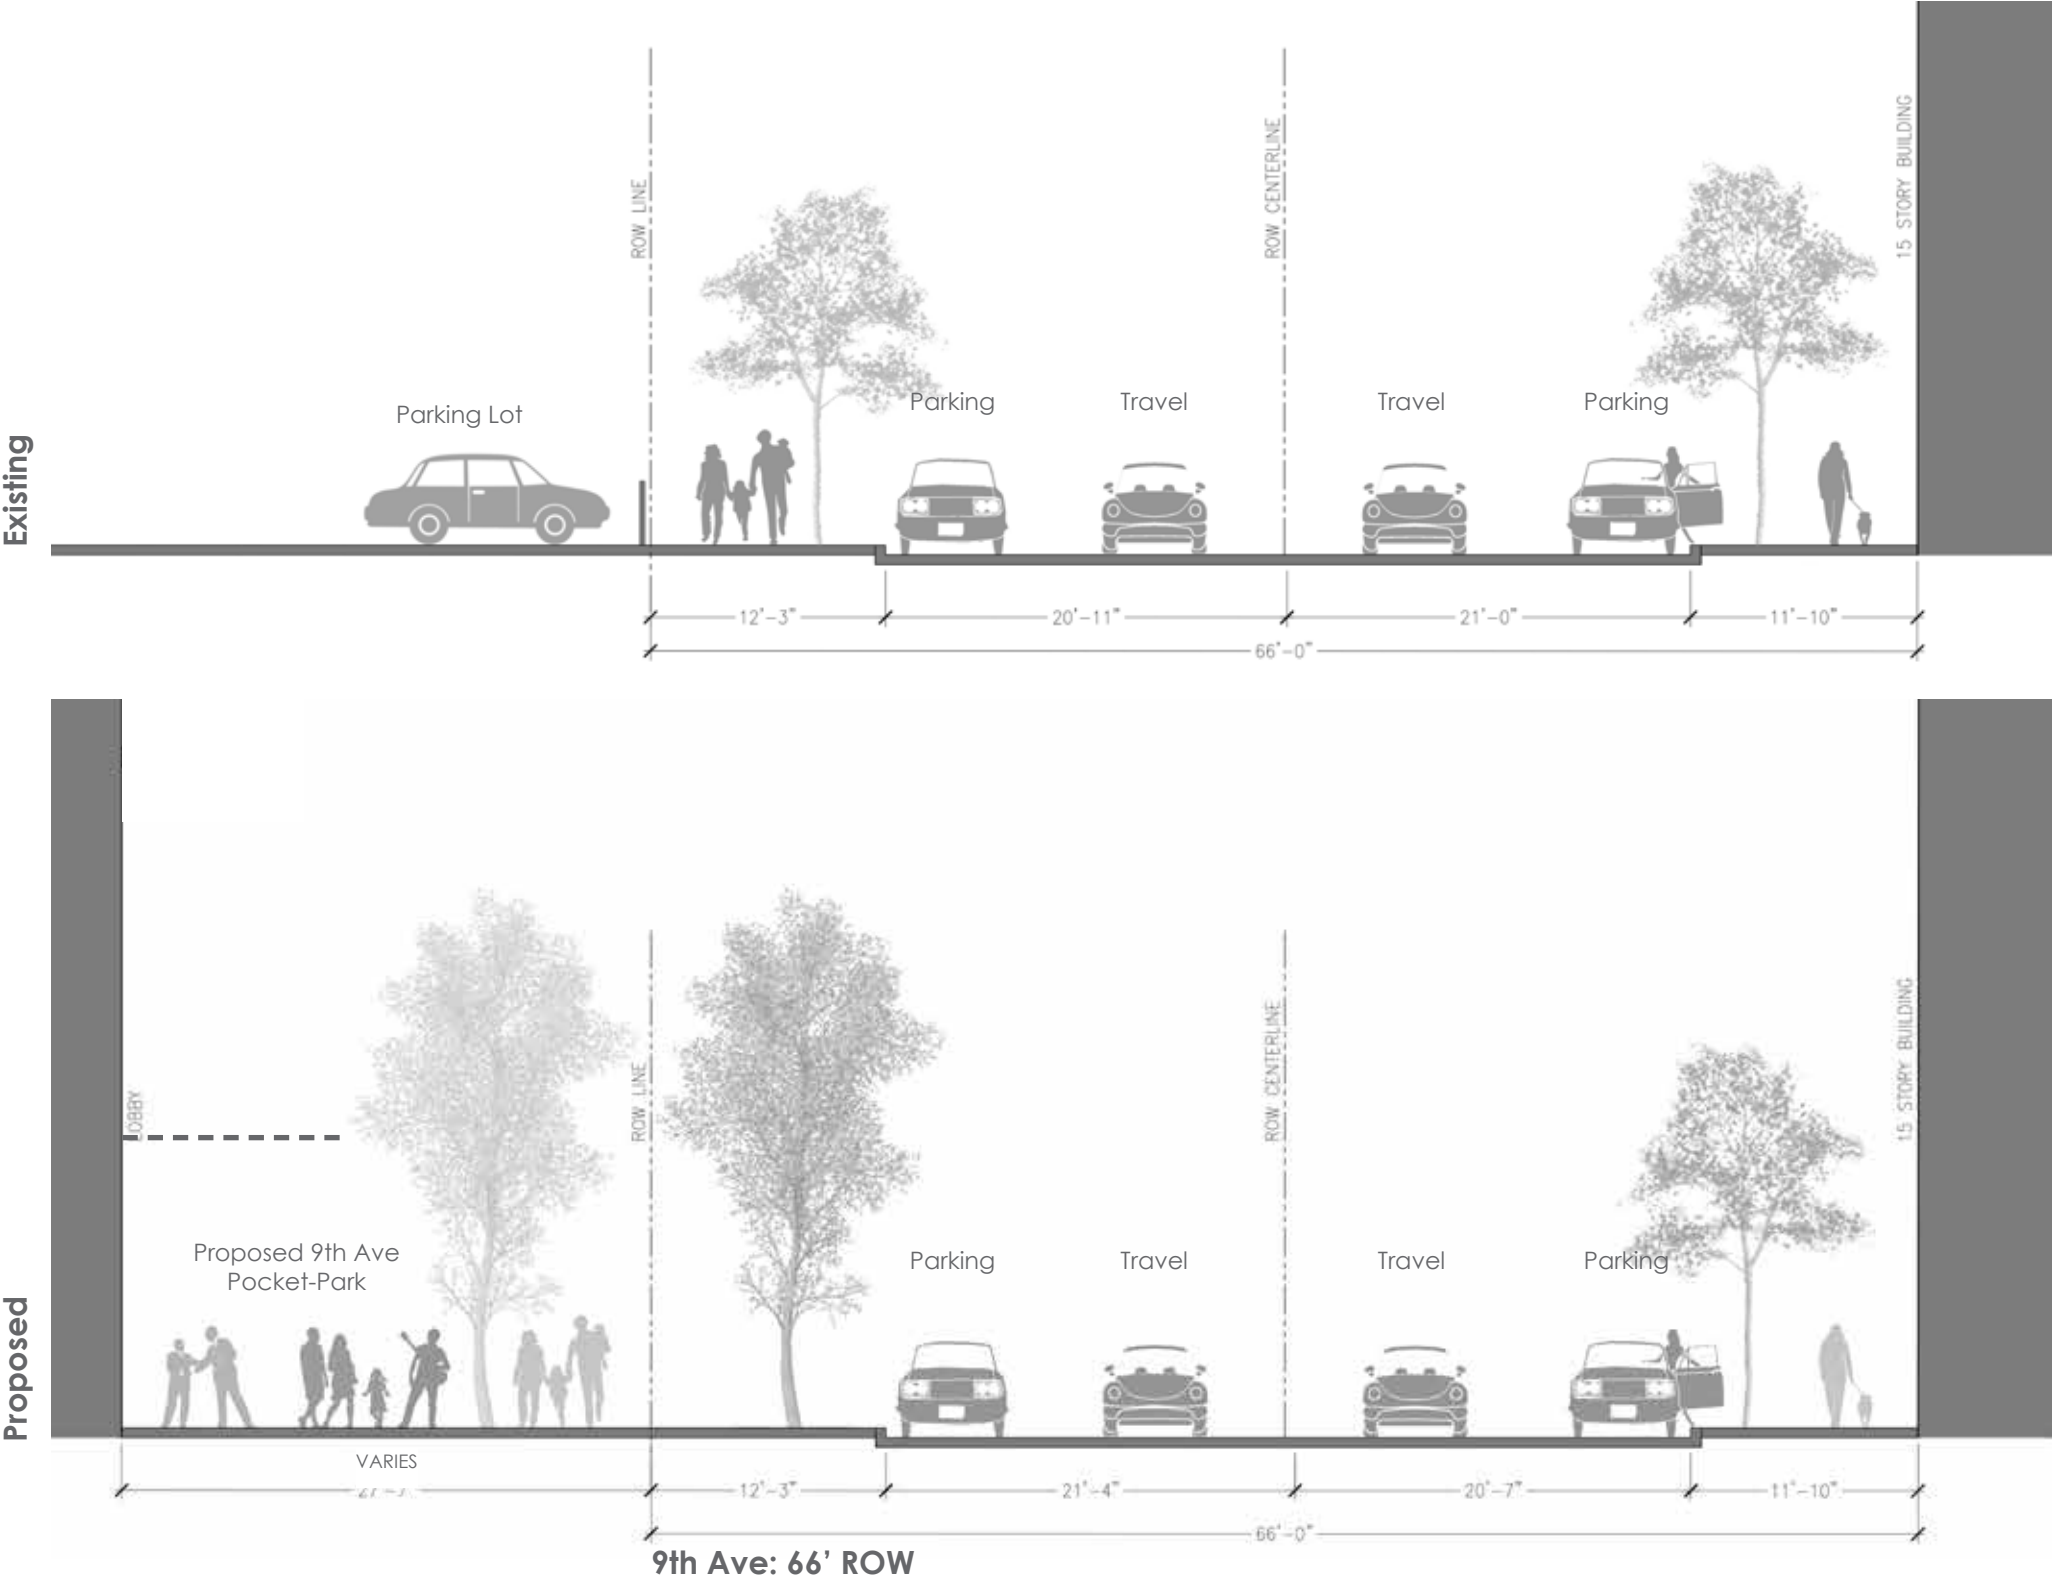 Existing
ROW LINE
ROW CENTERLINE
15 STORY BUILDING
Parking Lot
Parking
Travel
Travel
Parking
12'-3"
20'-11"
21'-0"
11'-10"
66'-0"
Proposed
LOBBY
ROW LINE
ROW CENTERLINE
15 STORY BUILDING
Proposed 9th Ave
Pocket-Park
Parking
Travel
Travel
Parking
VARIES
12'-3"
21'-4"
20'-7"
11'-10"
66'-0"
9th Ave: 66’ ROW